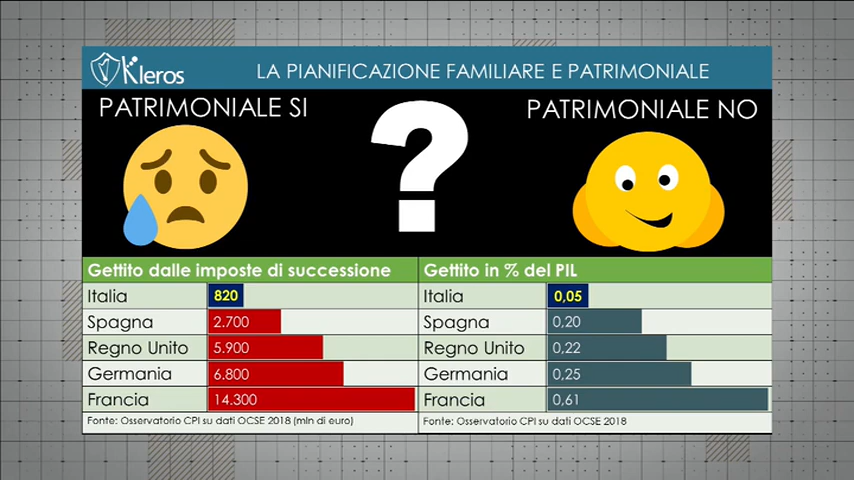 Kleros
LA PIANIFICAZIONE FAMILIARE E PATRIMONIALE
PATRIMONIALE SI
?
PATRIMONIALE NO
Gettito dalle imposte di successione
Italia 820
Spagna 2.700
Regno Unito 5.900
Germania 6.800
Francia 14.300
Fonte: Osservatorio CPI su dati OCSE 2018 (mln di euro)
Gettito in % del PIL
Italia 0,05
Spagna 0,20
Regno Unito 0,22
Germania 0,25
Francia 0,61
Fonte: Osservatorio CPI su dati OCSE 2018